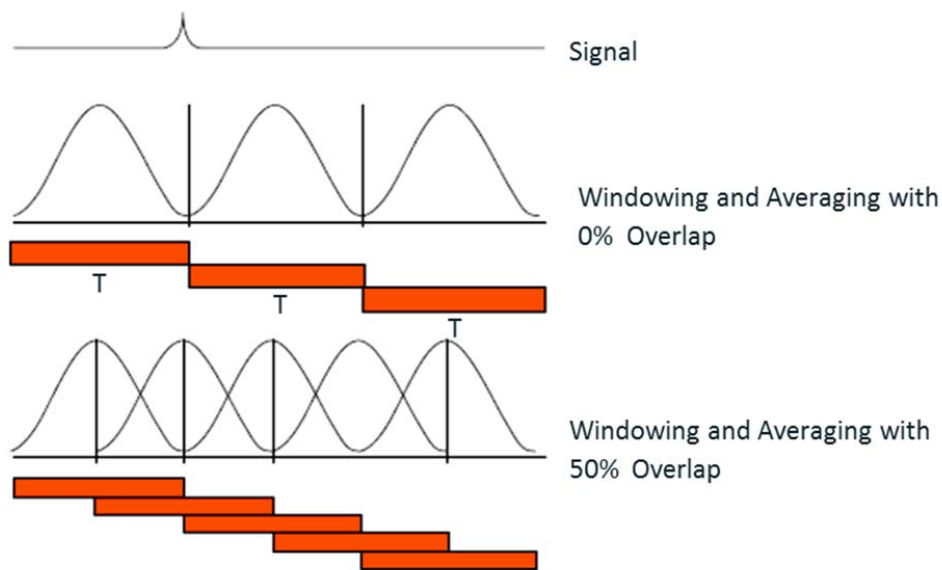 Signal
Windowing and Averaging with
0% Overlap
T
T
T
Windowing and Averaging with
50% Overlap